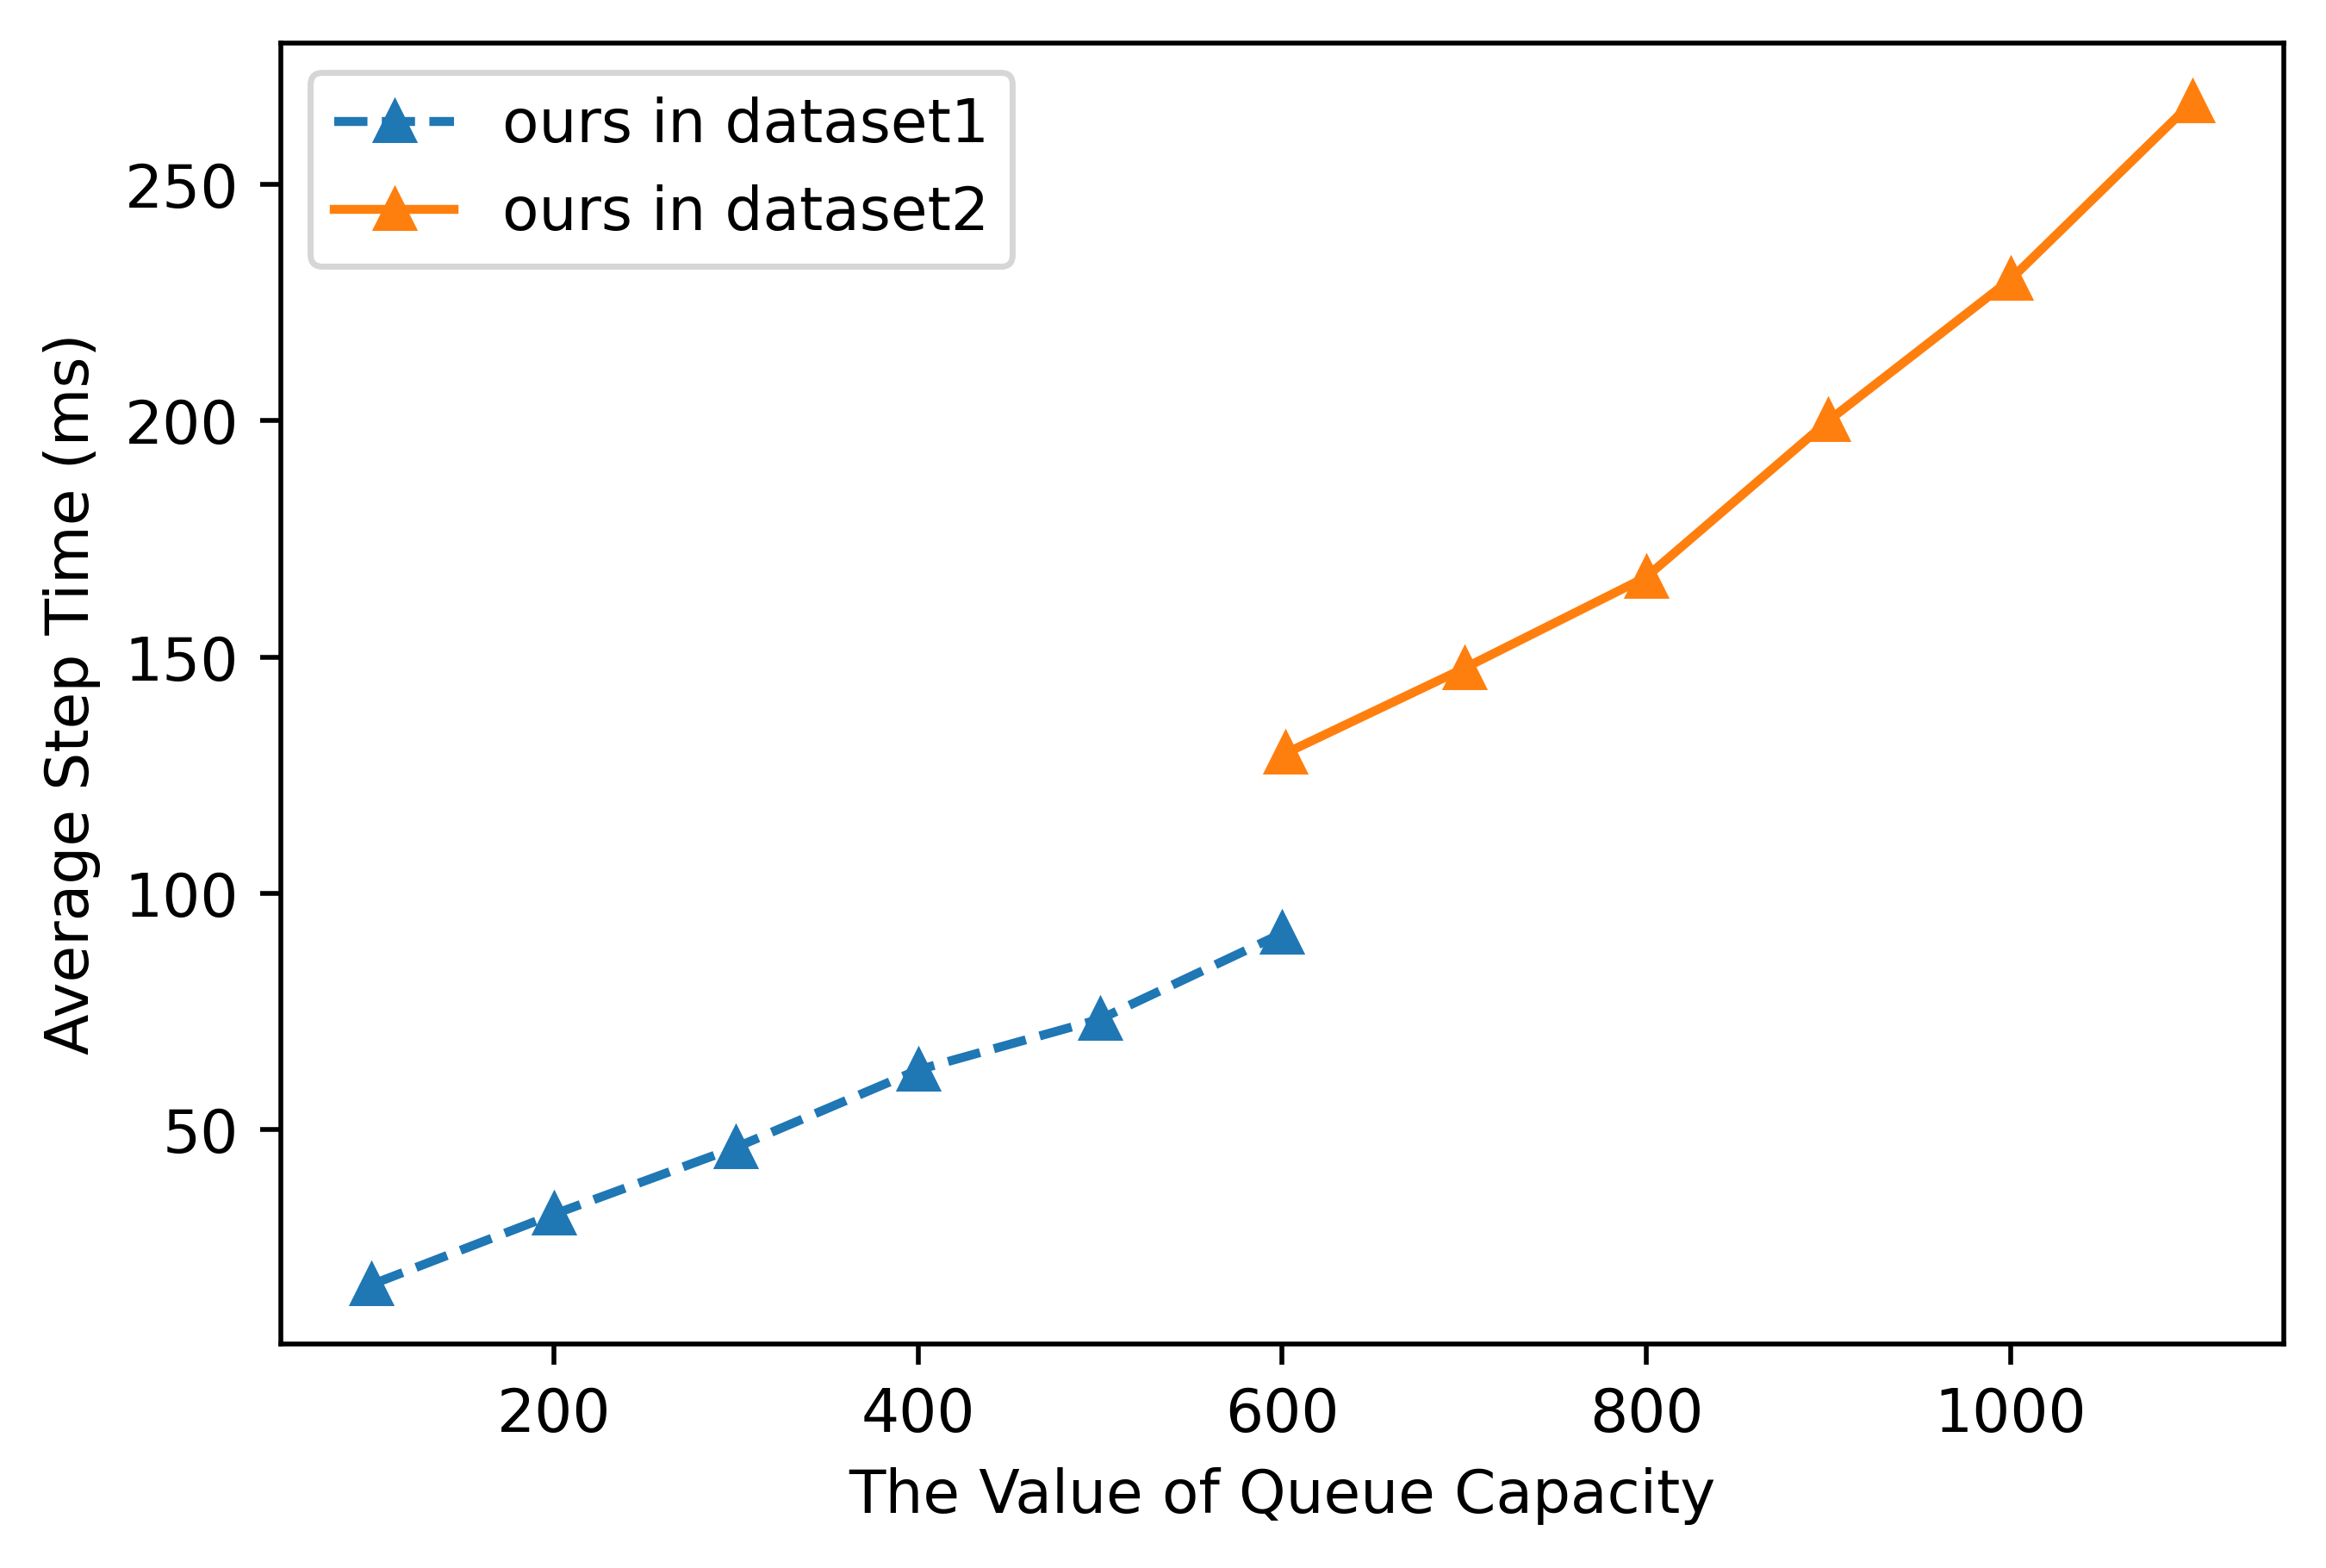 ours in dataset1
ours in dataset2
250
200
150
100
50
Average Step Time (ms)
200 400 600 800 1000
The Value of Queue Capacity